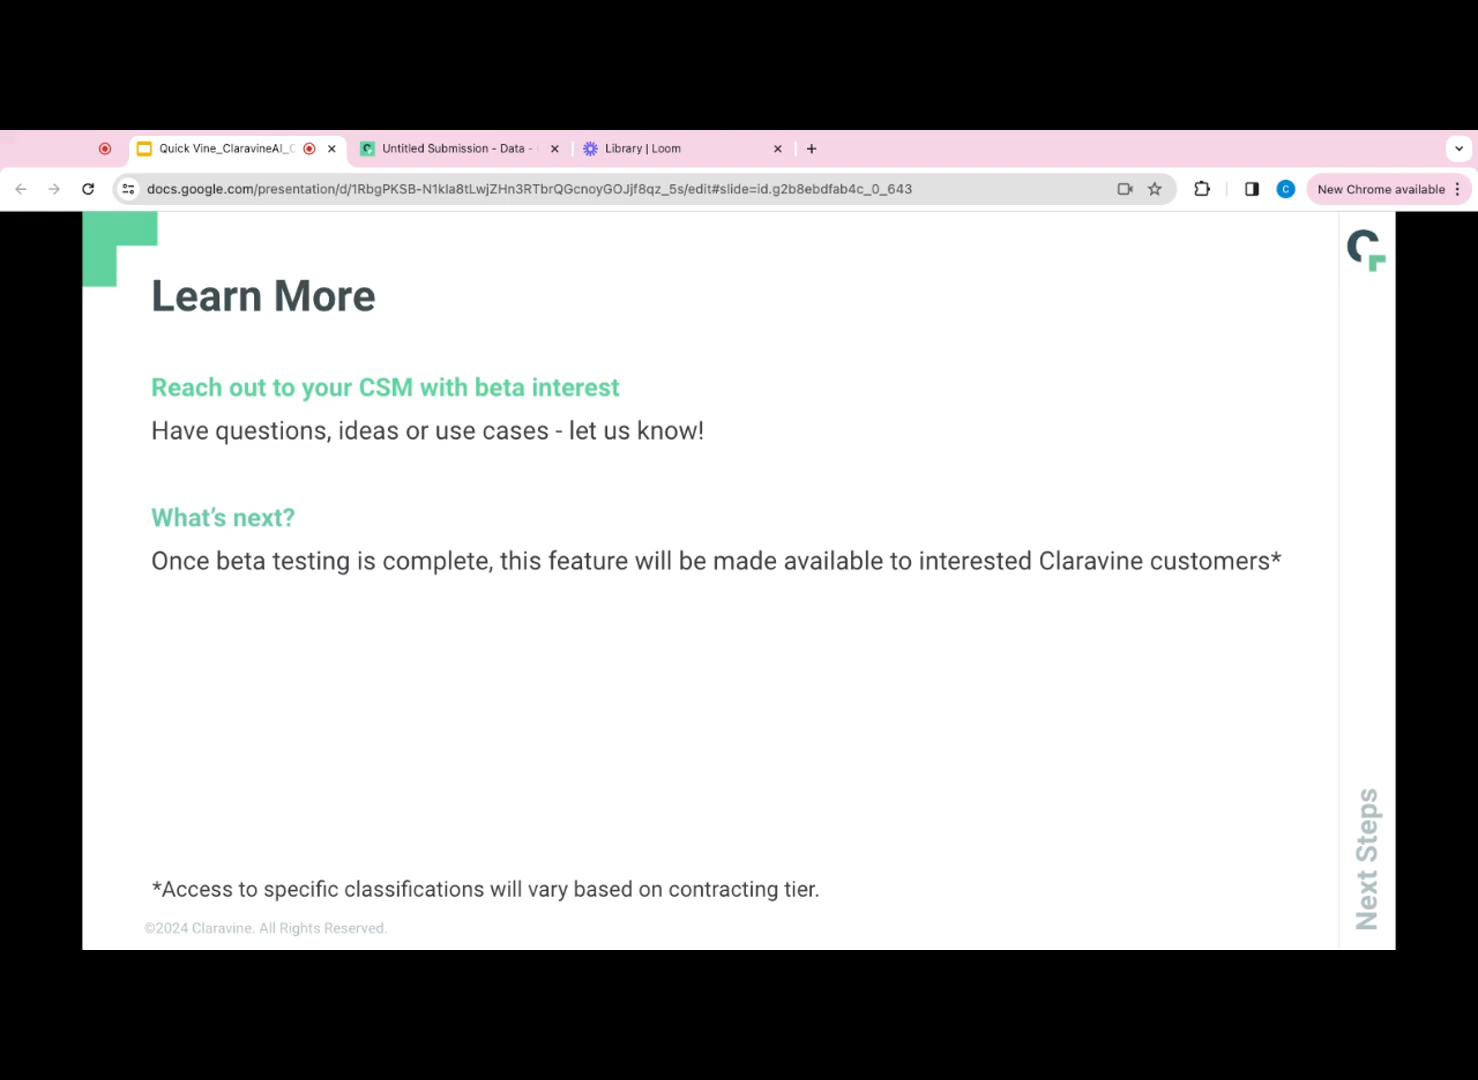 Quick Vine_ClaravineAI_C
Untitled Submission - Data -
Library | Loom
docs.google.com/presentation/d/1RbgPKSB-N1kIa8tLwjZHn3RTbrQGcnoyGOJjf8qz_5s/edit#slide=id.g2b8ebdfab4c_0_643
C
New Chrome available
Learn More
Reach out to your CSM with beta interest
Have questions, ideas or use cases - let us know!
What's next?
Once beta testing is complete, this feature will be made available to interested Claravine customers*
*Access to specific classifications will vary based on contracting tier.
©2024 Claravine. All Rights Reserved.
Next Steps